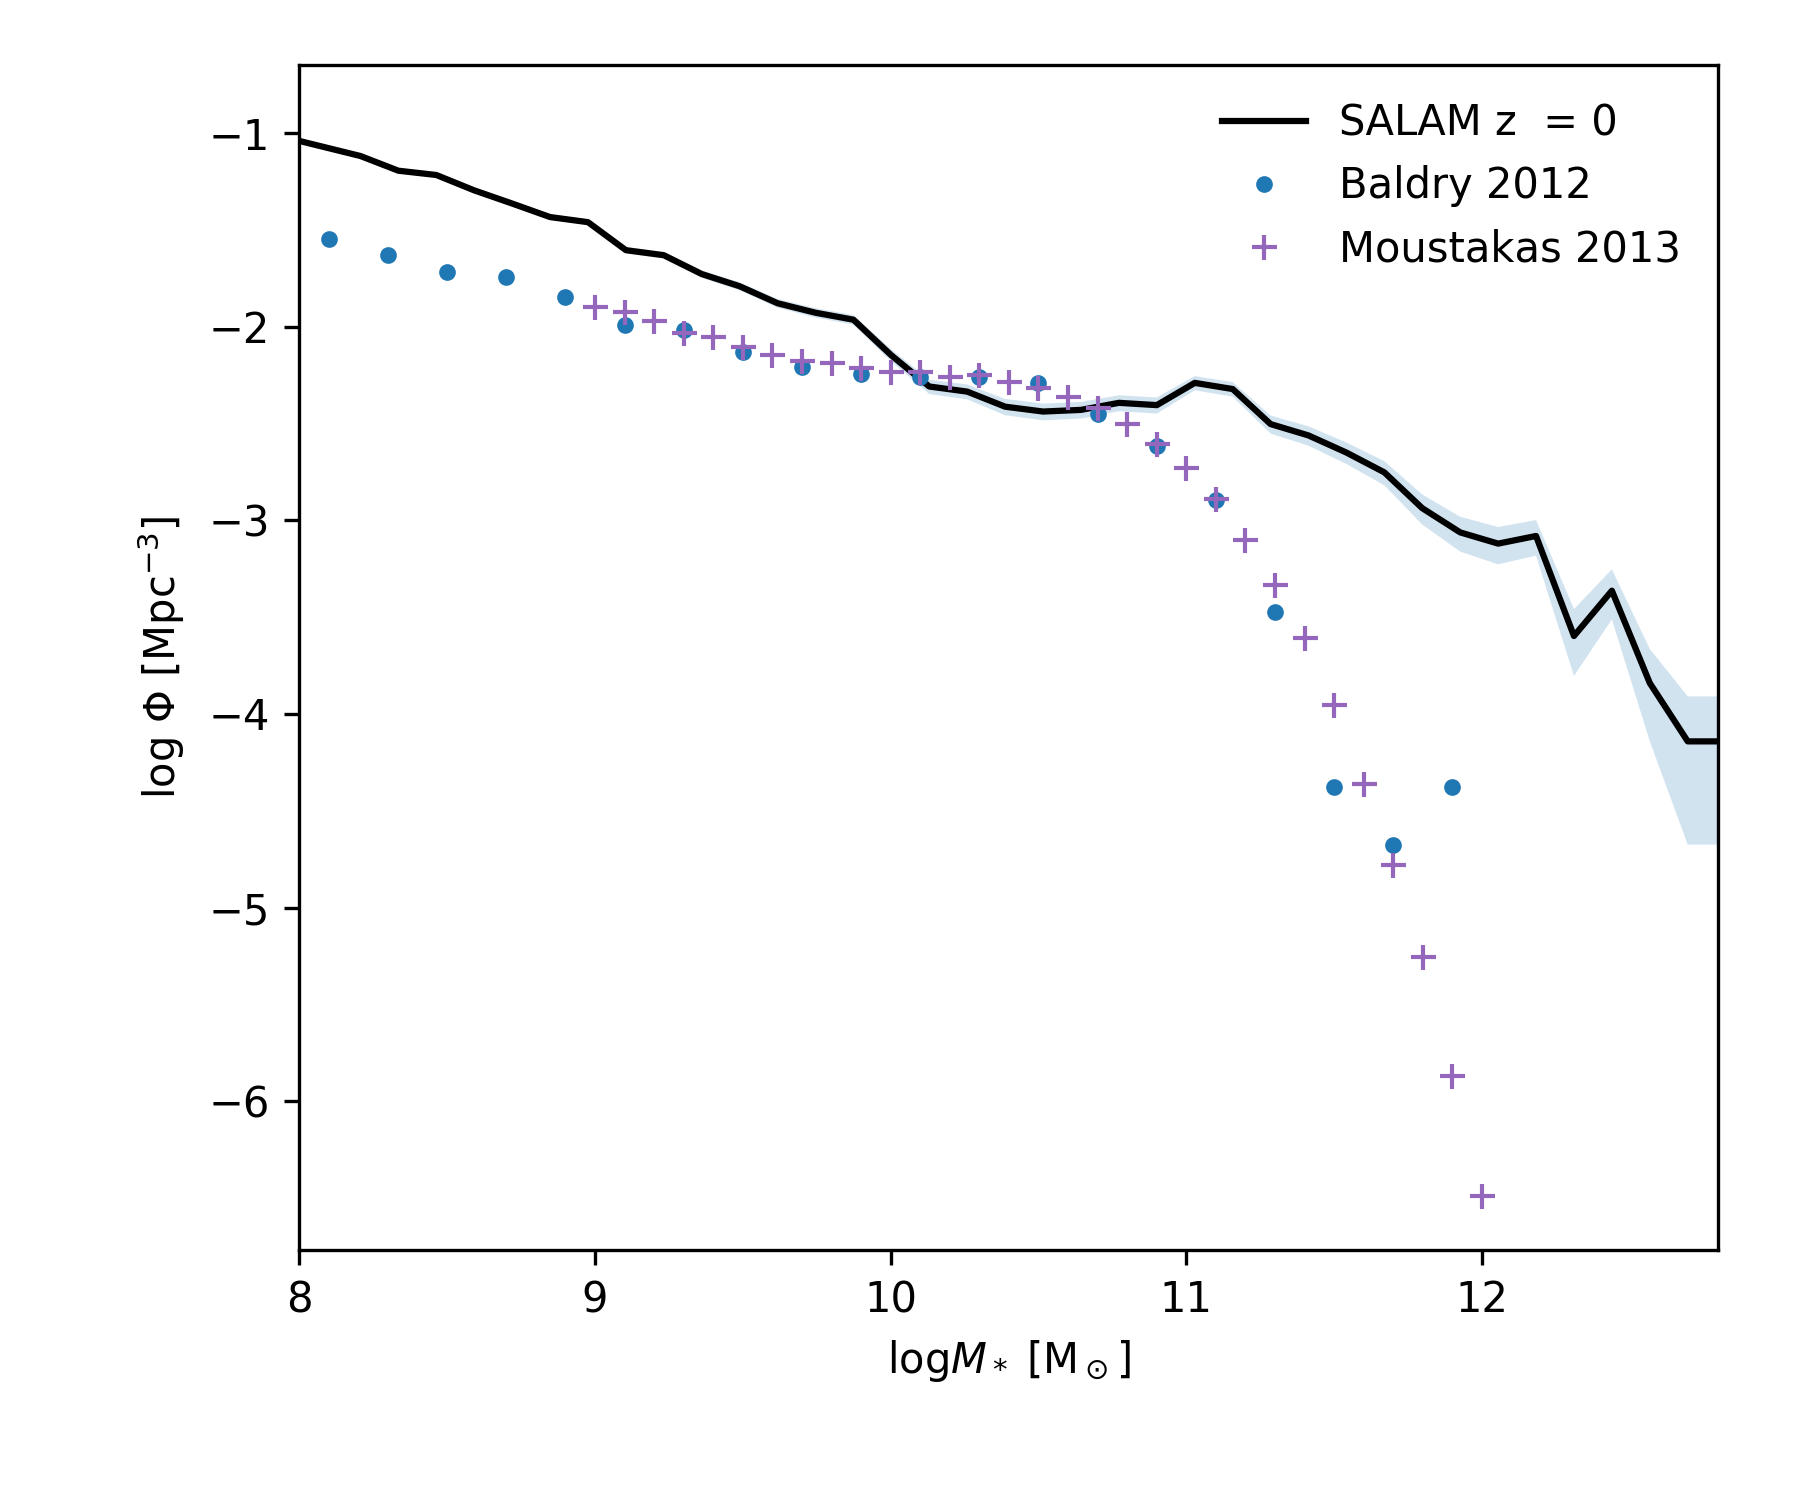 SALAM z = 0
Baldry 2012
Moustakas 2013
−1
−2
−3
−4
−5
−6
log Φ [Mpc⁻³]
8 9 10 11 12
logM* [M⊙]